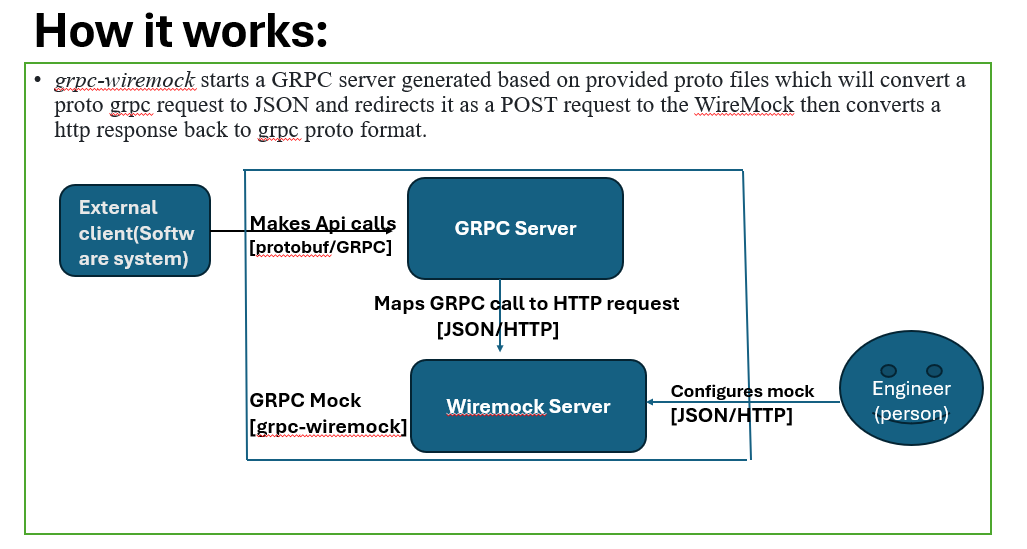 How it works:
• grpc-wiremock starts a GRPC server generated based on provided proto files which will convert a
proto grpc request to JSON and redirects it as a POST request to the WireMock then converts a
http response back to grpc proto format.
External
client(Softw
are system)
Makes Api calls
[protobuf/GRPC]
GRPC Server
Maps GRPC call to HTTP request
[JSON/HTTP]
GRPC Mock
[grpc-wiremock]
Wiremock Server
Configures mock
[JSON/HTTP]
Engineer
(person)